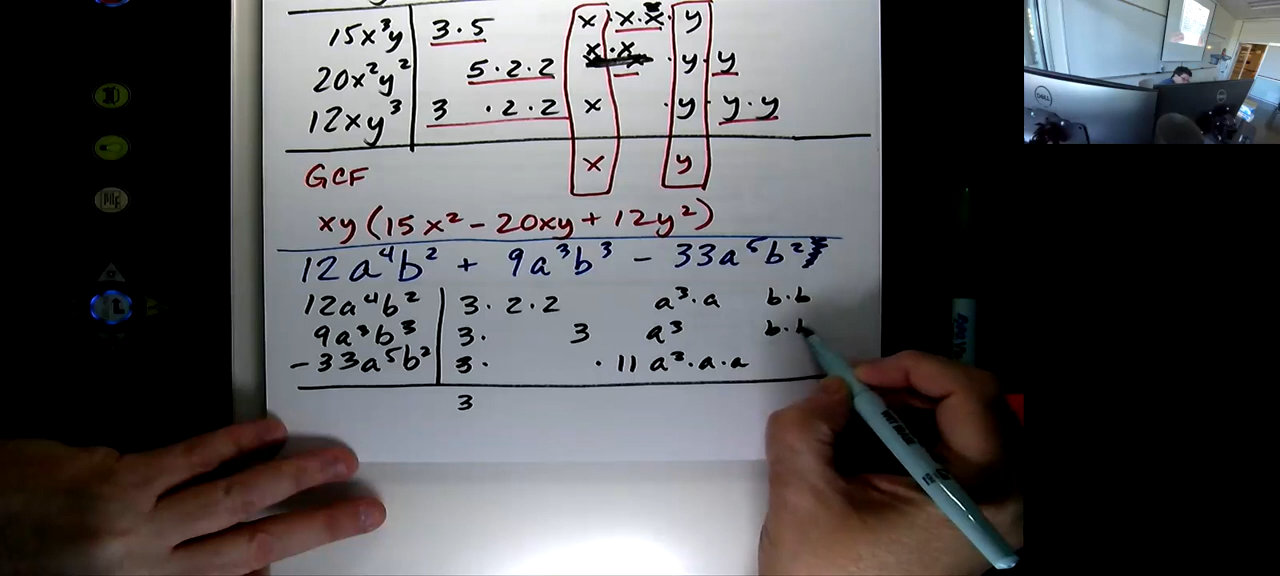 15x³y | 3·5 x·x·x·y
20x²y² | 5·2·2 x·x·y·y
12xy³ | 3·2·2 x·y·y·y
GCF x y
xy(15x² - 20xy + 12y²)
12a⁴b² + 9a³b³ - 33a⁵b²
12a⁴b² | 3·2·2 a³·a b·b
9a³b³ | 3· 3 a³ b·b
-33a⁵b² | 3· ·11 a³·a·a
3
DELL